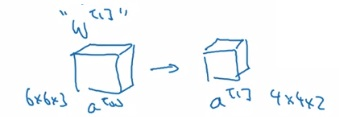 "W^[1]"
6x6x3 a^[0] → a^[1] 4x4x2